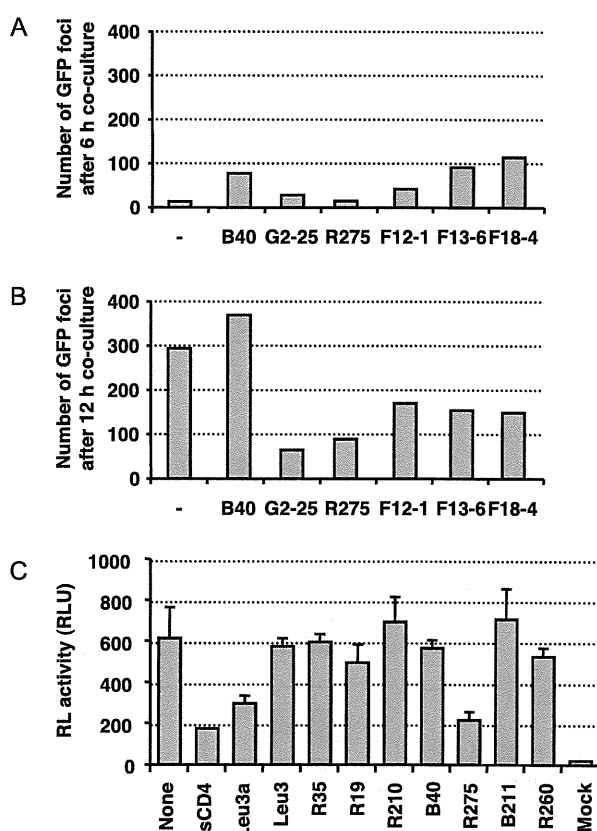 A
Number of GFP foci
after 6 h co-culture
400
300
200
100
0
- B40 G2-25 R275 F12-1 F13-6 F18-4
B
Number of GFP foci
after 12 h co-culture
400
300
200
100
0
- B40 G2-25 R275 F12-1 F13-6 F18-4
C
RL activity (RLU)
1000
800
600
400
200
0
None
sCD4
Leu3a
Leu3
R35
R19
R210
B40
R275
B211
R260
Mock